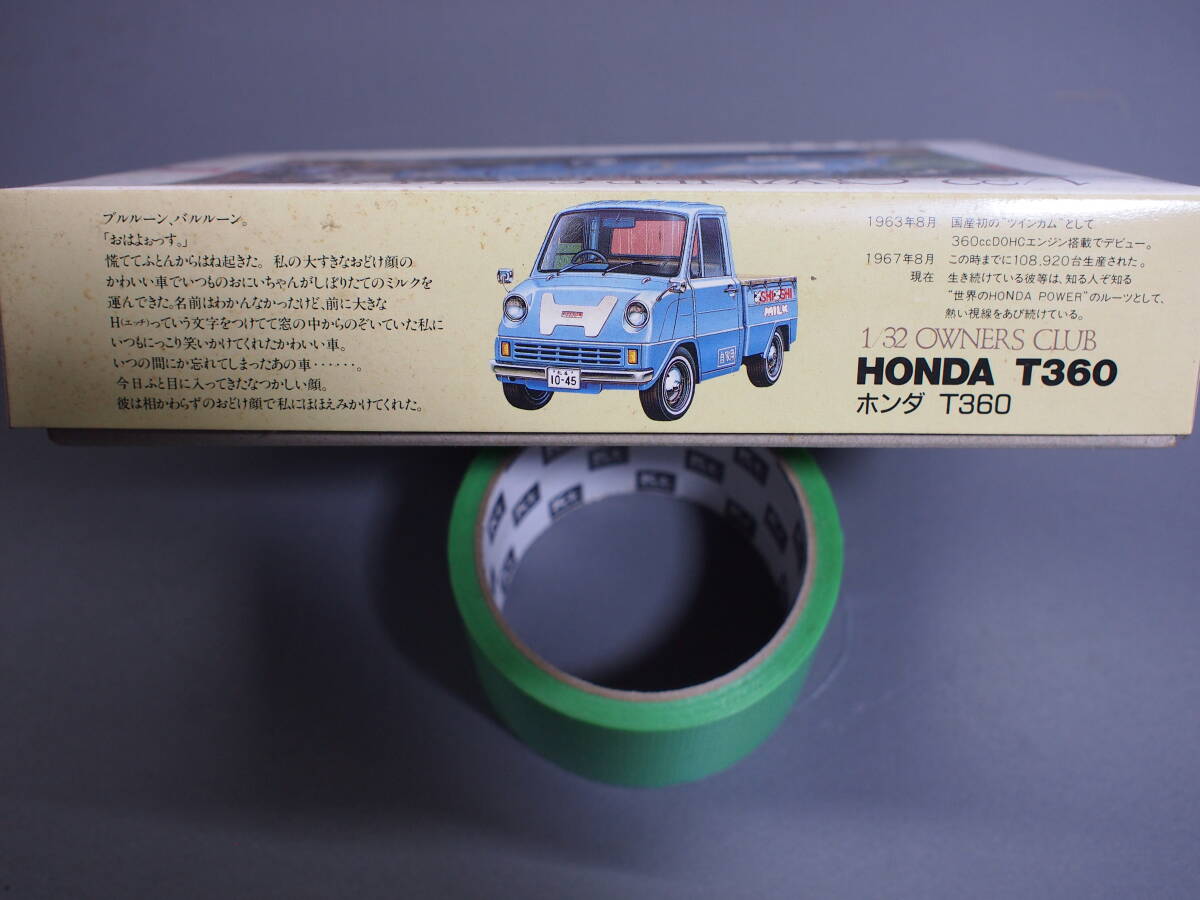 ブルルーン、バルルーン。
「おはよぉっす。」
慌ててふとんからはね起きた。私の大すきなおどけ顔の
かわいい車でいつものおにいちゃんがしぼりたてのミルクを
運んできた。名前はわかんなかったけど、前に大きな
H(エッチ)っていう文字をつけてて窓の中からのぞいていた私に
いつもにっこり笑いかけてくれたかわいい車。
いつの間にか忘れてしまったあの車‥‥‥。
今日ふと目に入ってきたなつかしい顔。
彼は相かわらずのおどけ顔で私にほほえみかけてくれた。
MILK
10-45
自家用
1963年8月 国産初の"ツインカム"として
360ccDOHCエンジン搭載でデビュー。
1967年8月 この時までに108,920台生産された。
現在 生き続けている彼等は、知る人ぞ知る
"世界のHONDA POWER"のルーツとして、
熱い視線をあび続けている。
1/32 OWNERS CLUB
HONDA T360
ホンダ T360